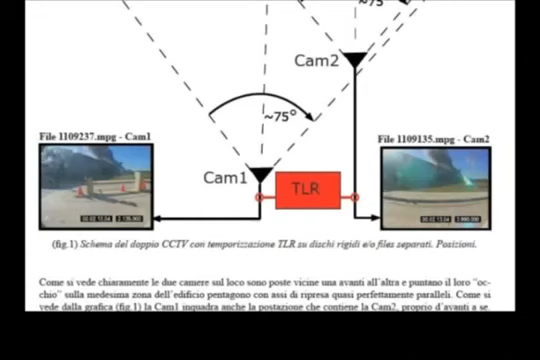 ~75
Cam2
~75°
File 1109237.mpg - Cam1
File 1109135.mpg - Cam2
Cam1
TLR
(fig.1) Schema del doppio CCTV con temporizzazione TLR su dischi rigidi e/o files separati. Posizioni.
Come si vede chiaramente le due camere sul loco sono poste vicine una avanti all'altra e puntano il loro "oc-
chio" sulla medesima zona dell'edificio pentagono con assi di ripresa quasi perfettamente paralleli. Come si
vede dalla grafica (fig.1) la Cam1 inquadra anche la postazione che contiene la Cam2, proprio d'avanti a se.